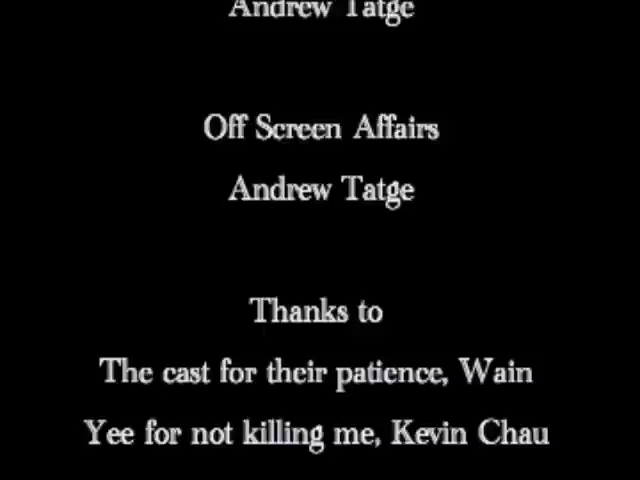 Andrew Tatge
Off Screen Affairs
Andrew Tatge
Thanks to
The cast for their patience, Wain
Yee for not killing me, Kevin Chau